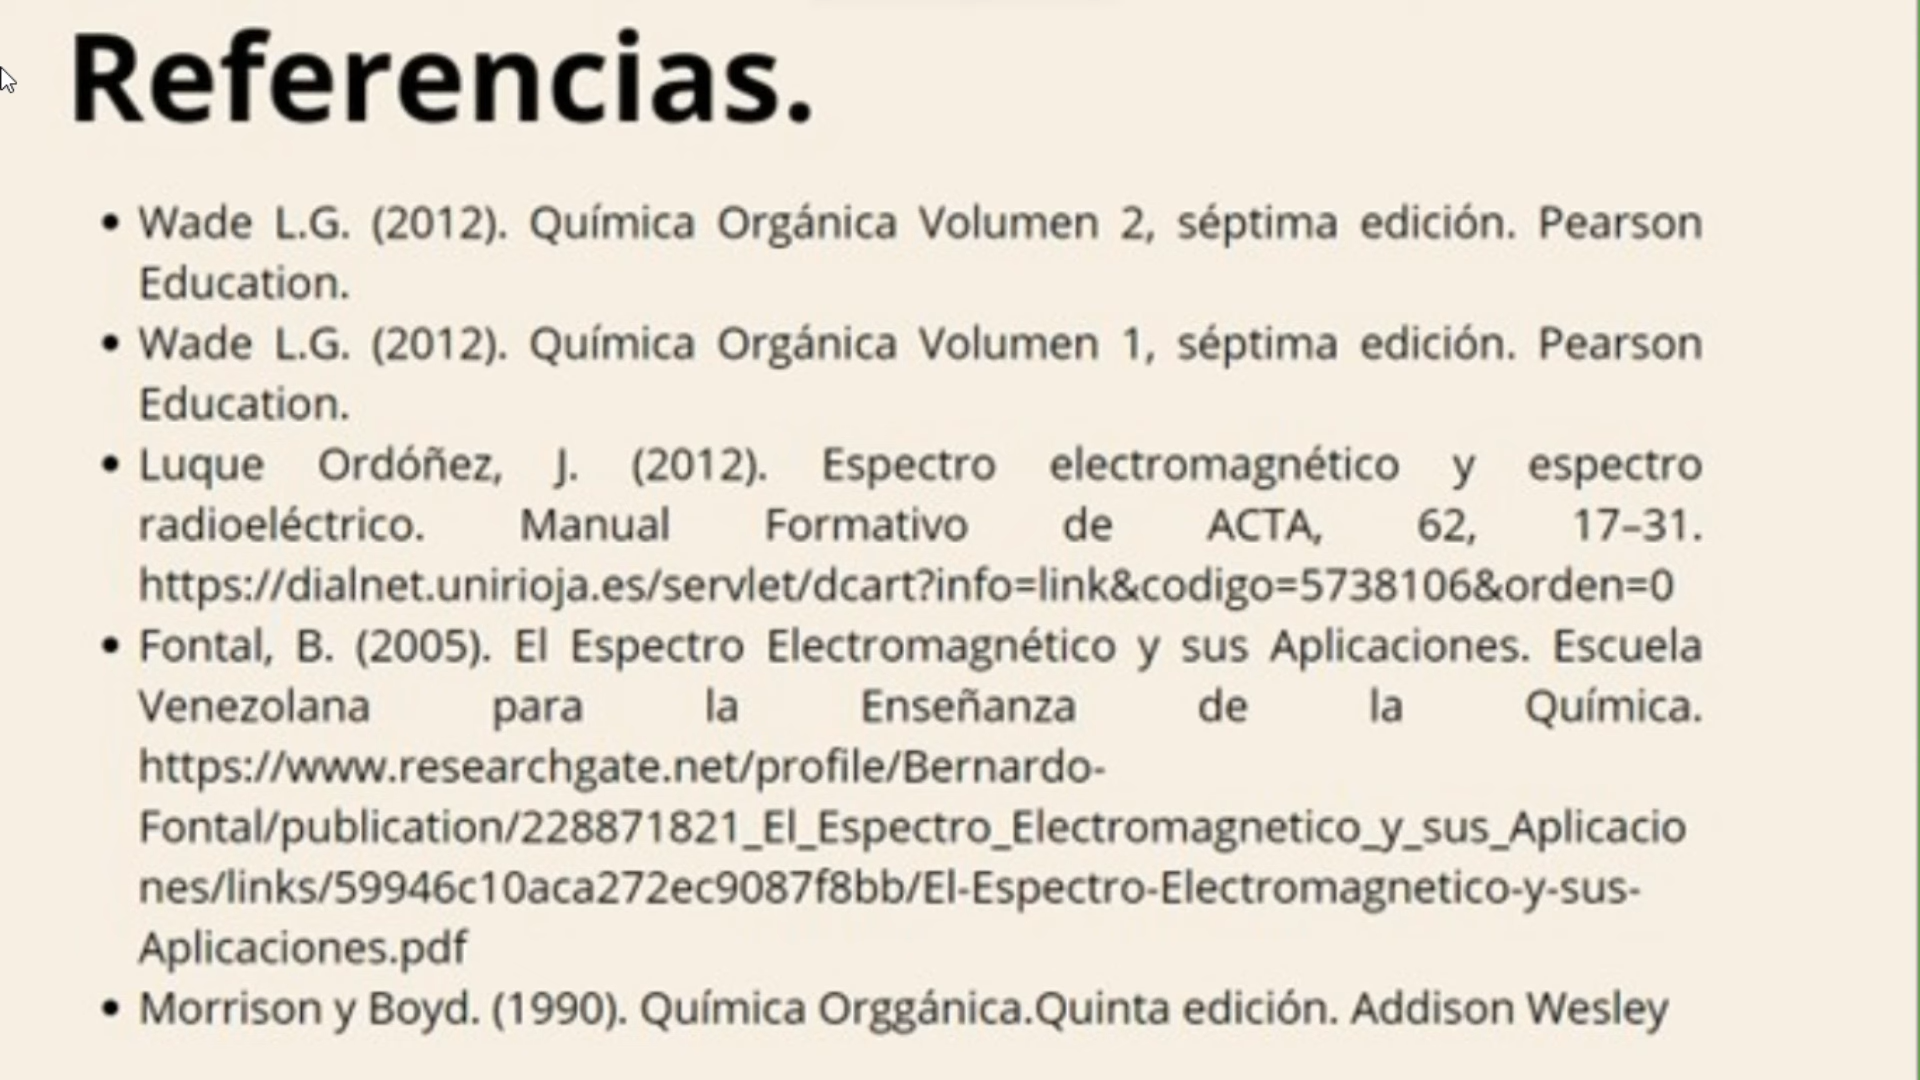 Referencias.
• Wade L.G. (2012). Química Orgánica Volumen 2, séptima edición. Pearson
Education.
• Wade L.G. (2012). Química Orgánica Volumen 1, séptima edición. Pearson
Education.
• Luque Ordóñez, J. (2012). Espectro electromagnético y espectro
radioeléctrico. Manual Formativo de ACTA, 62, 17–31.
https://dialnet.unirioja.es/servlet/dcart?info=link&codigo=5738106&orden=0
• Fontal, B. (2005). El Espectro Electromagnético y sus Aplicaciones. Escuela
Venezolana para la Enseñanza de la Química.
https://www.researchgate.net/profile/Bernardo-
Fontal/publication/228871821_El_Espectro_Electromagnetico_y_sus_Aplicacio
nes/links/59946c10aca272ec9087f8bb/El-Espectro-Electromagnetico-y-sus-
Aplicaciones.pdf
• Morrison y Boyd. (1990). Química Orggánica.Quinta edición. Addison Wesley